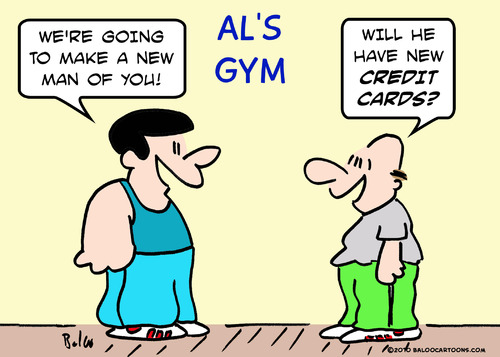 WE'RE GOING
TO MAKE A NEW
MAN OF YOU!
AL'S
GYM
WILL HE
HAVE NEW
CREDIT
CARDS?
Baloo
©2010 BALOOCARTOONS.COM